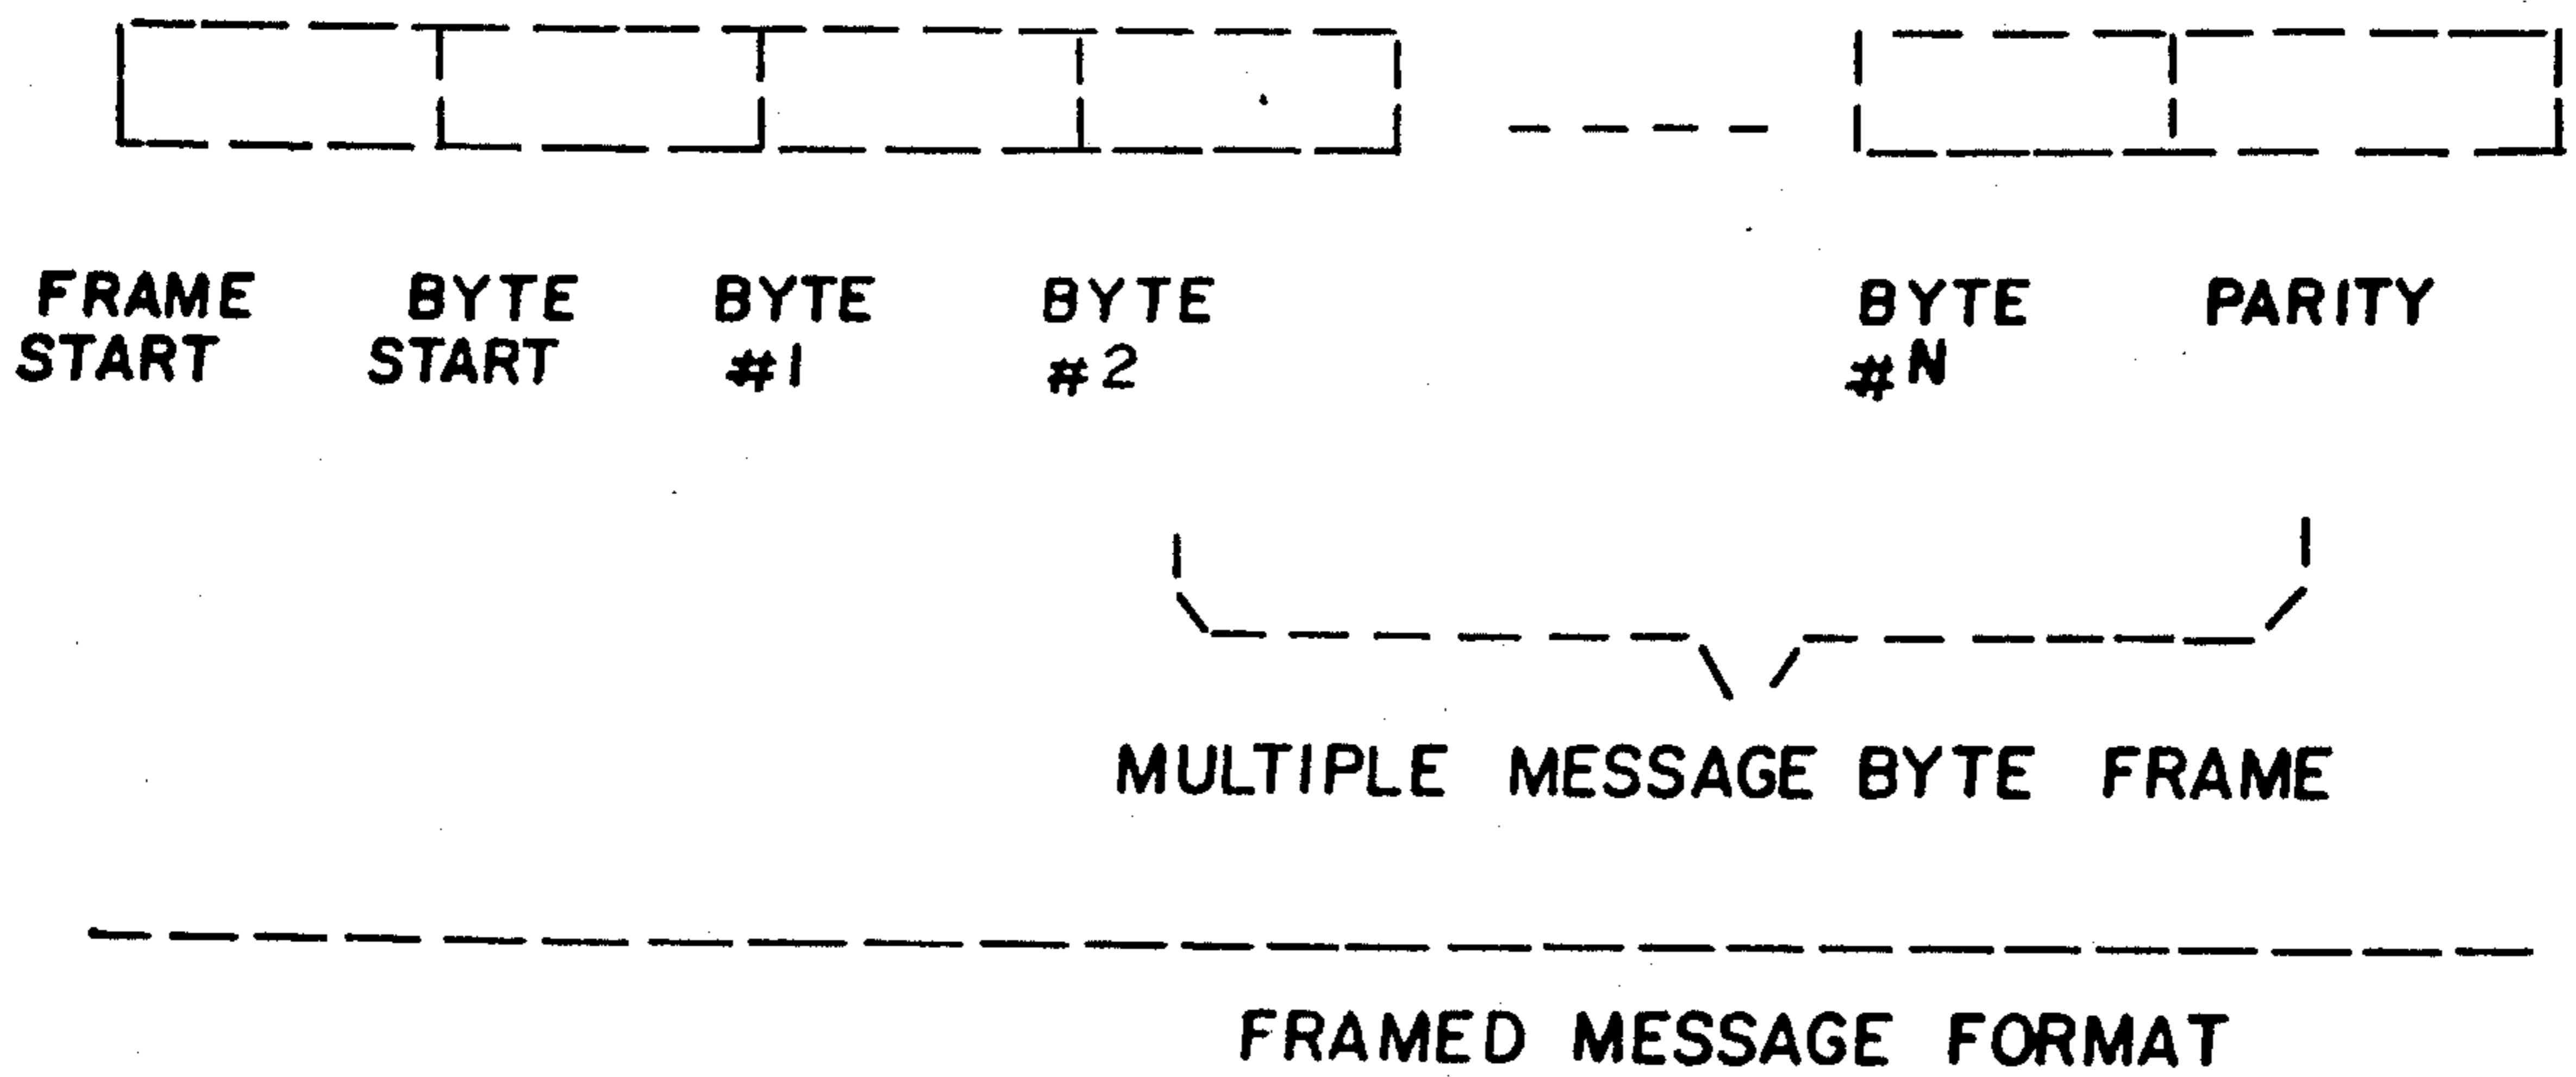 FRAME START
BYTE START
BYTE #1
BYTE #2
BYTE #N
PARITY
MULTIPLE MESSAGE BYTE FRAME
FRAMED MESSAGE FORMAT